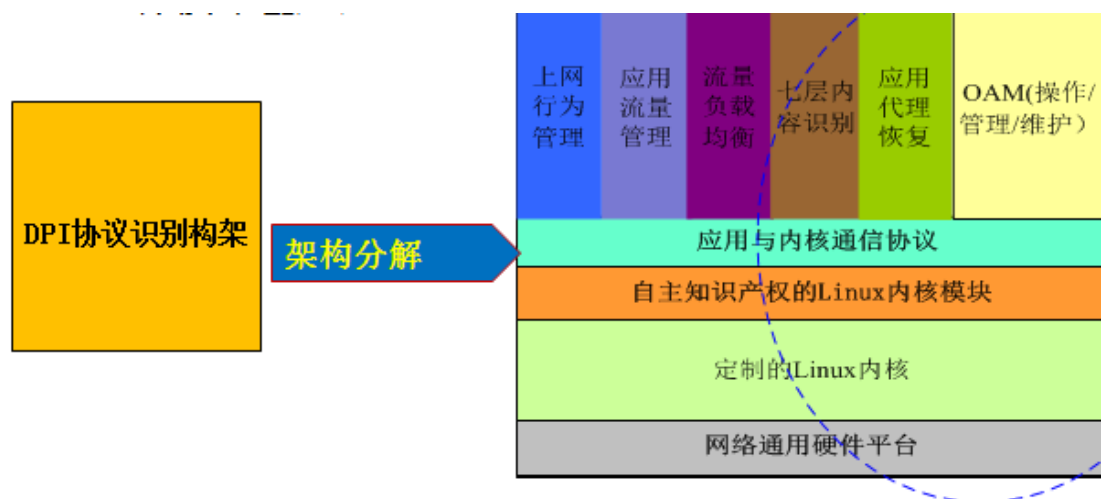 DPI协议识别构架
架构分解
上网
行为
管理
应用
流量
管理
流量
负载
均衡
七层内
容识别
应用
代理
恢复
OAM(操作/
管理/维护）
应用与内核通信协议
自主知识产权的Linux内核模块
定制的Linux内核
网络通用硬件平台